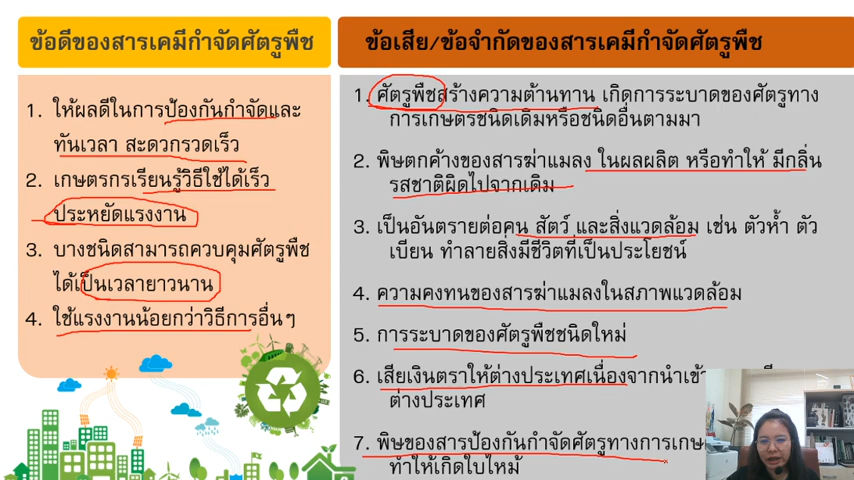 ข้อดีของสารเคมีกำจัดศัตรูพืช
1. ให้ผลดีในการป้องกันกำจัดและ
ทันเวลา สะดวกรวดเร็ว
2. เกษตรกรเรียนรู้วิธีใช้ได้เร็ว
ประหยัดแรงงาน
3. บางชนิดสามารถควบคุมศัตรูพืช
ได้เป็นเวลายาวนาน
4. ใช้แรงงานน้อยกว่าวิธีการอื่นๆ
ข้อเสีย/ข้อจำกัดของสารเคมีกำจัดศัตรูพืช
1. ศัตรูพืชสร้างความต้านทาน เกิดการระบาดของศัตรูทาง
การเกษตรชนิดเดิมหรือชนิดอื่นตามมา
2. พิษตกค้างของสารฆ่าแมลง ในผลผลิต หรือทำให้ มีกลิ่น
รสชาติผิดไปจากเดิม
3. เป็นอันตรายต่อคน สัตว์ และสิ่งแวดล้อม เช่น ตัวห้ำ ตัว
เบียน ทำลายสิ่งมีชีวิตที่เป็นประโยชน์
4. ความคงทนของสารฆ่าแมลงในสภาพแวดล้อม
5. การระบาดของศัตรูพืชชนิดใหม่
6. เสียเงินตราให้ต่างประเทศเนื่องจากนำเข้า
ต่างประเทศ
7. พิษของสารป้องกันกำจัดศัตรูทางการเกษ
ทำให้เกิดใบไหม้